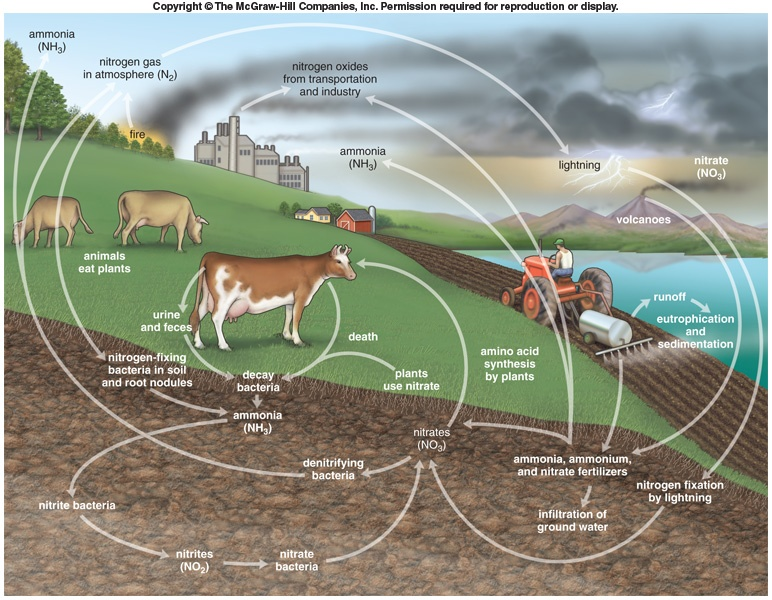 Copyright © The McGraw-Hill Companies, Inc. Permission required for reproduction or display.
ammonia
(NH3)
nitrogen gas
in atmosphere (N2)
nitrogen oxides
from transportation
and industry
fire
ammonia
(NH3)
lightning
nitrate
(NO3)
volcanoes
animals
eat plants
runoff
eutrophication
and
sedimentation
urine
and feces
death
amino acid
synthesis
by plants
nitrogen-fixing
bacteria in soil
and root nodules
decay
bacteria
plants
use nitrate
ammonia
(NH3)
nitrates
(NO3)
denitrifying
bacteria
ammonia, ammonium,
and nitrate fertilizers
nitrogen fixation
by lightning
nitrite bacteria
infiltration of
ground water
nitrites
(NO2)
nitrate
bacteria